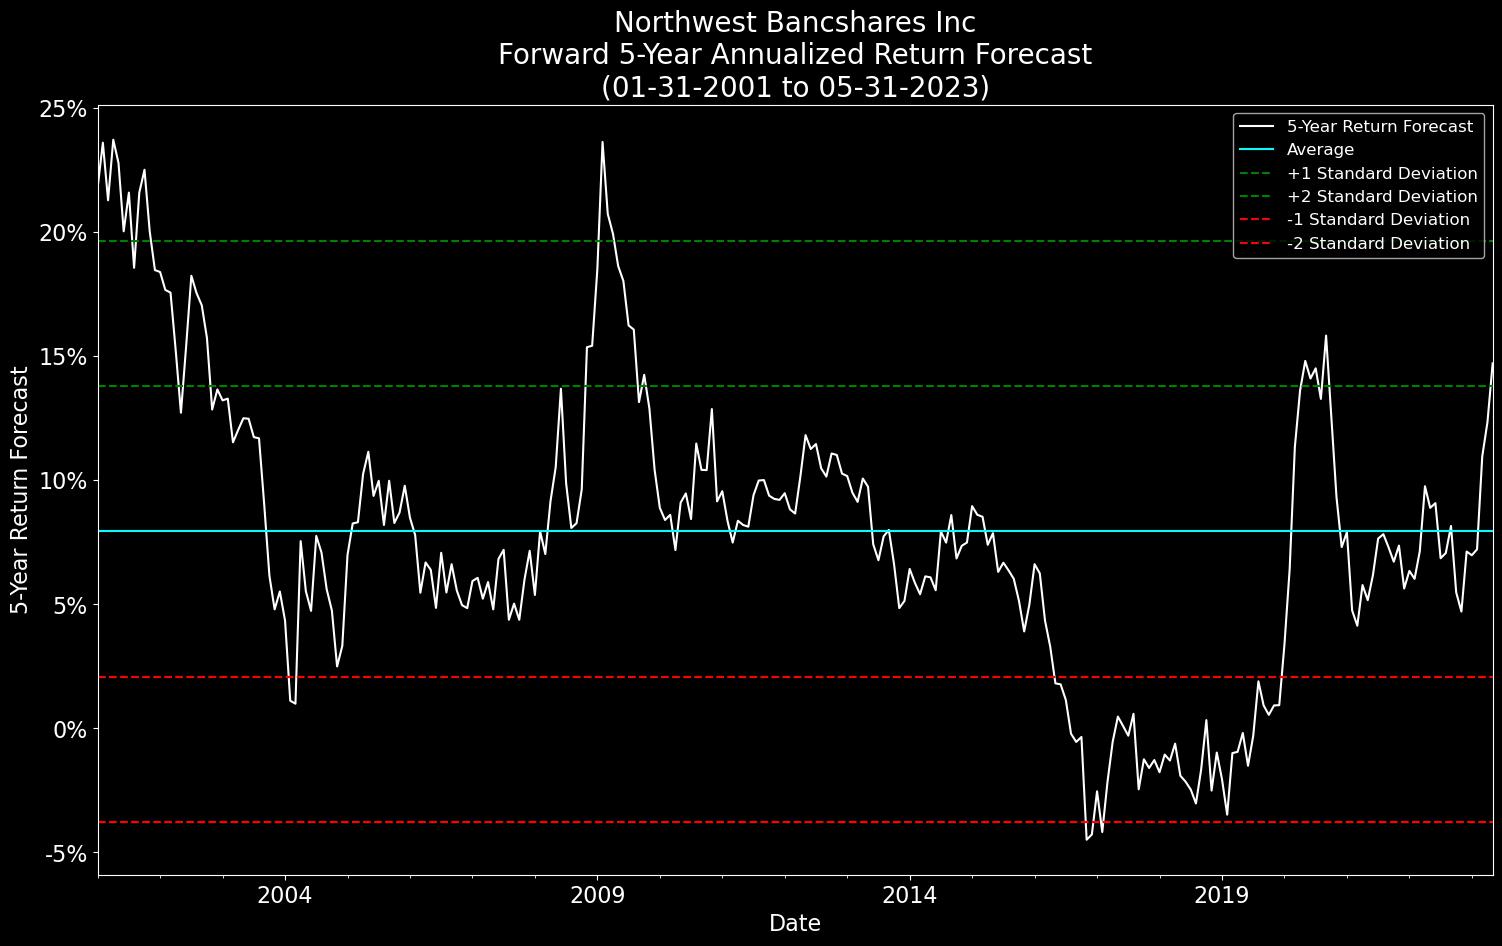 Northwest Bancshares Inc
Forward 5-Year Annualized Return Forecast
(01-31-2001 to 05-31-2023)
5-Year Return Forecast
Average
+1 Standard Deviation
+2 Standard Deviation
-1 Standard Deviation
-2 Standard Deviation
25%
20%
15%
10%
5%
0%
-5%
5-Year Return Forecast
2004
2009
2014
2019
Date